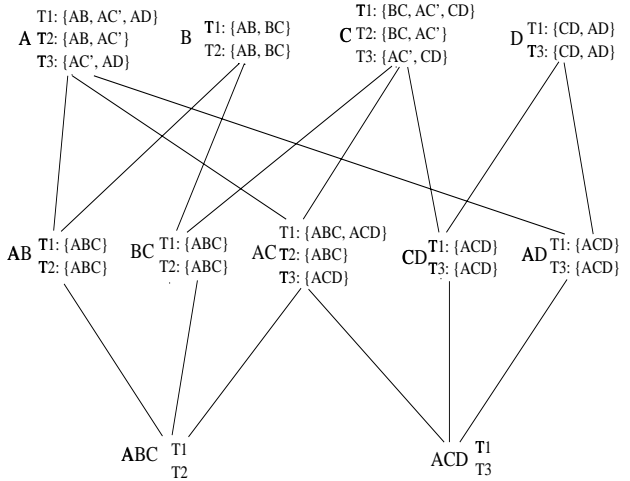 A T1: {AB, AC', AD}
T2: {AB, AC'}
T3: {AC', AD}
B T1: {AB, BC}
T2: {AB, BC}
C T1: {BC, AC', CD}
T2: {BC, AC'}
T3: {AC', CD}
D T1: {CD, AD}
T3: {CD, AD}
AB T1: {ABC}
T2: {ABC}
BC T1: {ABC}
T2: {ABC}
AC T1: {ABC, ACD}
T2: {ABC}
T3: {ACD}
CD T1: {ACD}
T3: {ACD}
AD T1: {ACD}
T3: {ACD}
ABC T1
T2
ACD T1
T3